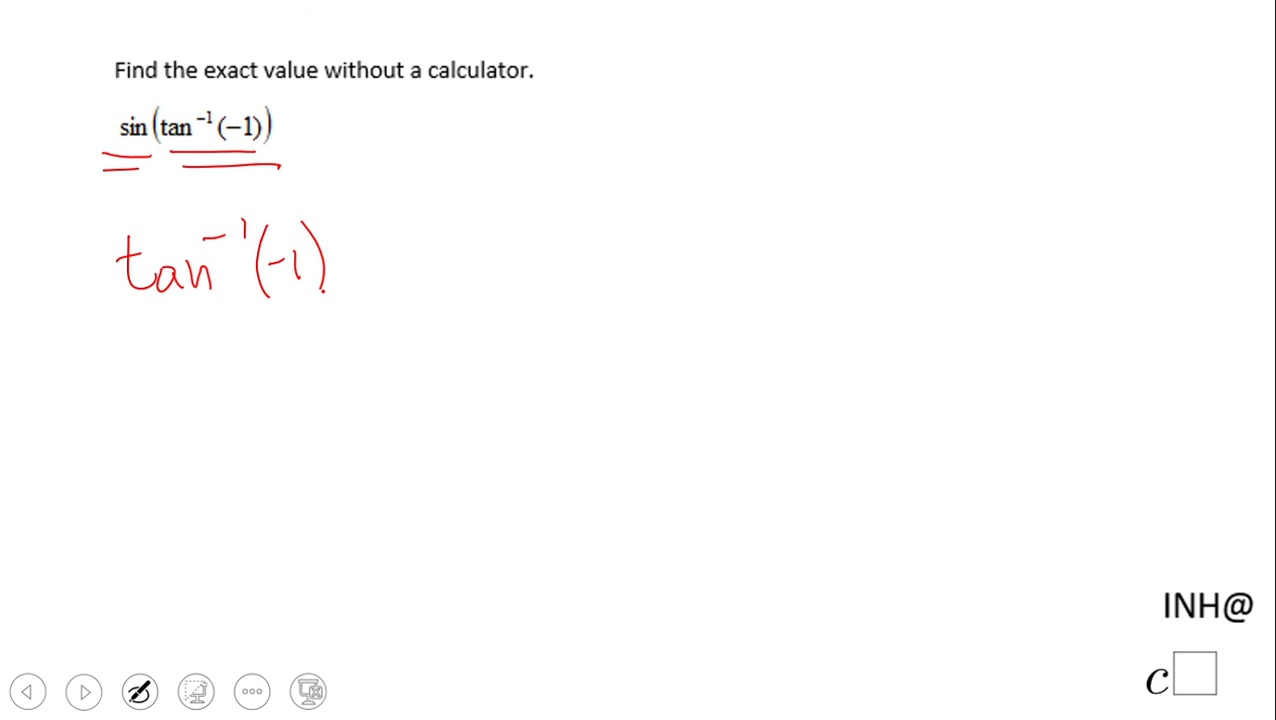 Find the exact value without a calculator.
sin(tan⁻¹(−1))
tan⁻¹(-1)
INH@
c